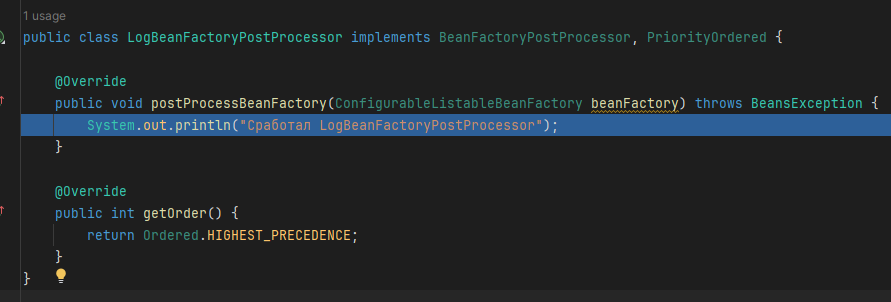 1 usage
public class LogBeanFactoryPostProcessor implements BeanFactoryPostProcessor, PriorityOrdered {
@Override
public void postProcessBeanFactory(ConfigurableListableBeanFactory beanFactory) throws BeansException {
System.out.println("Сработал LogBeanFactoryPostProcessor");
}
@Override
public int getOrder() {
return Ordered.HIGHEST_PRECEDENCE;
}
}